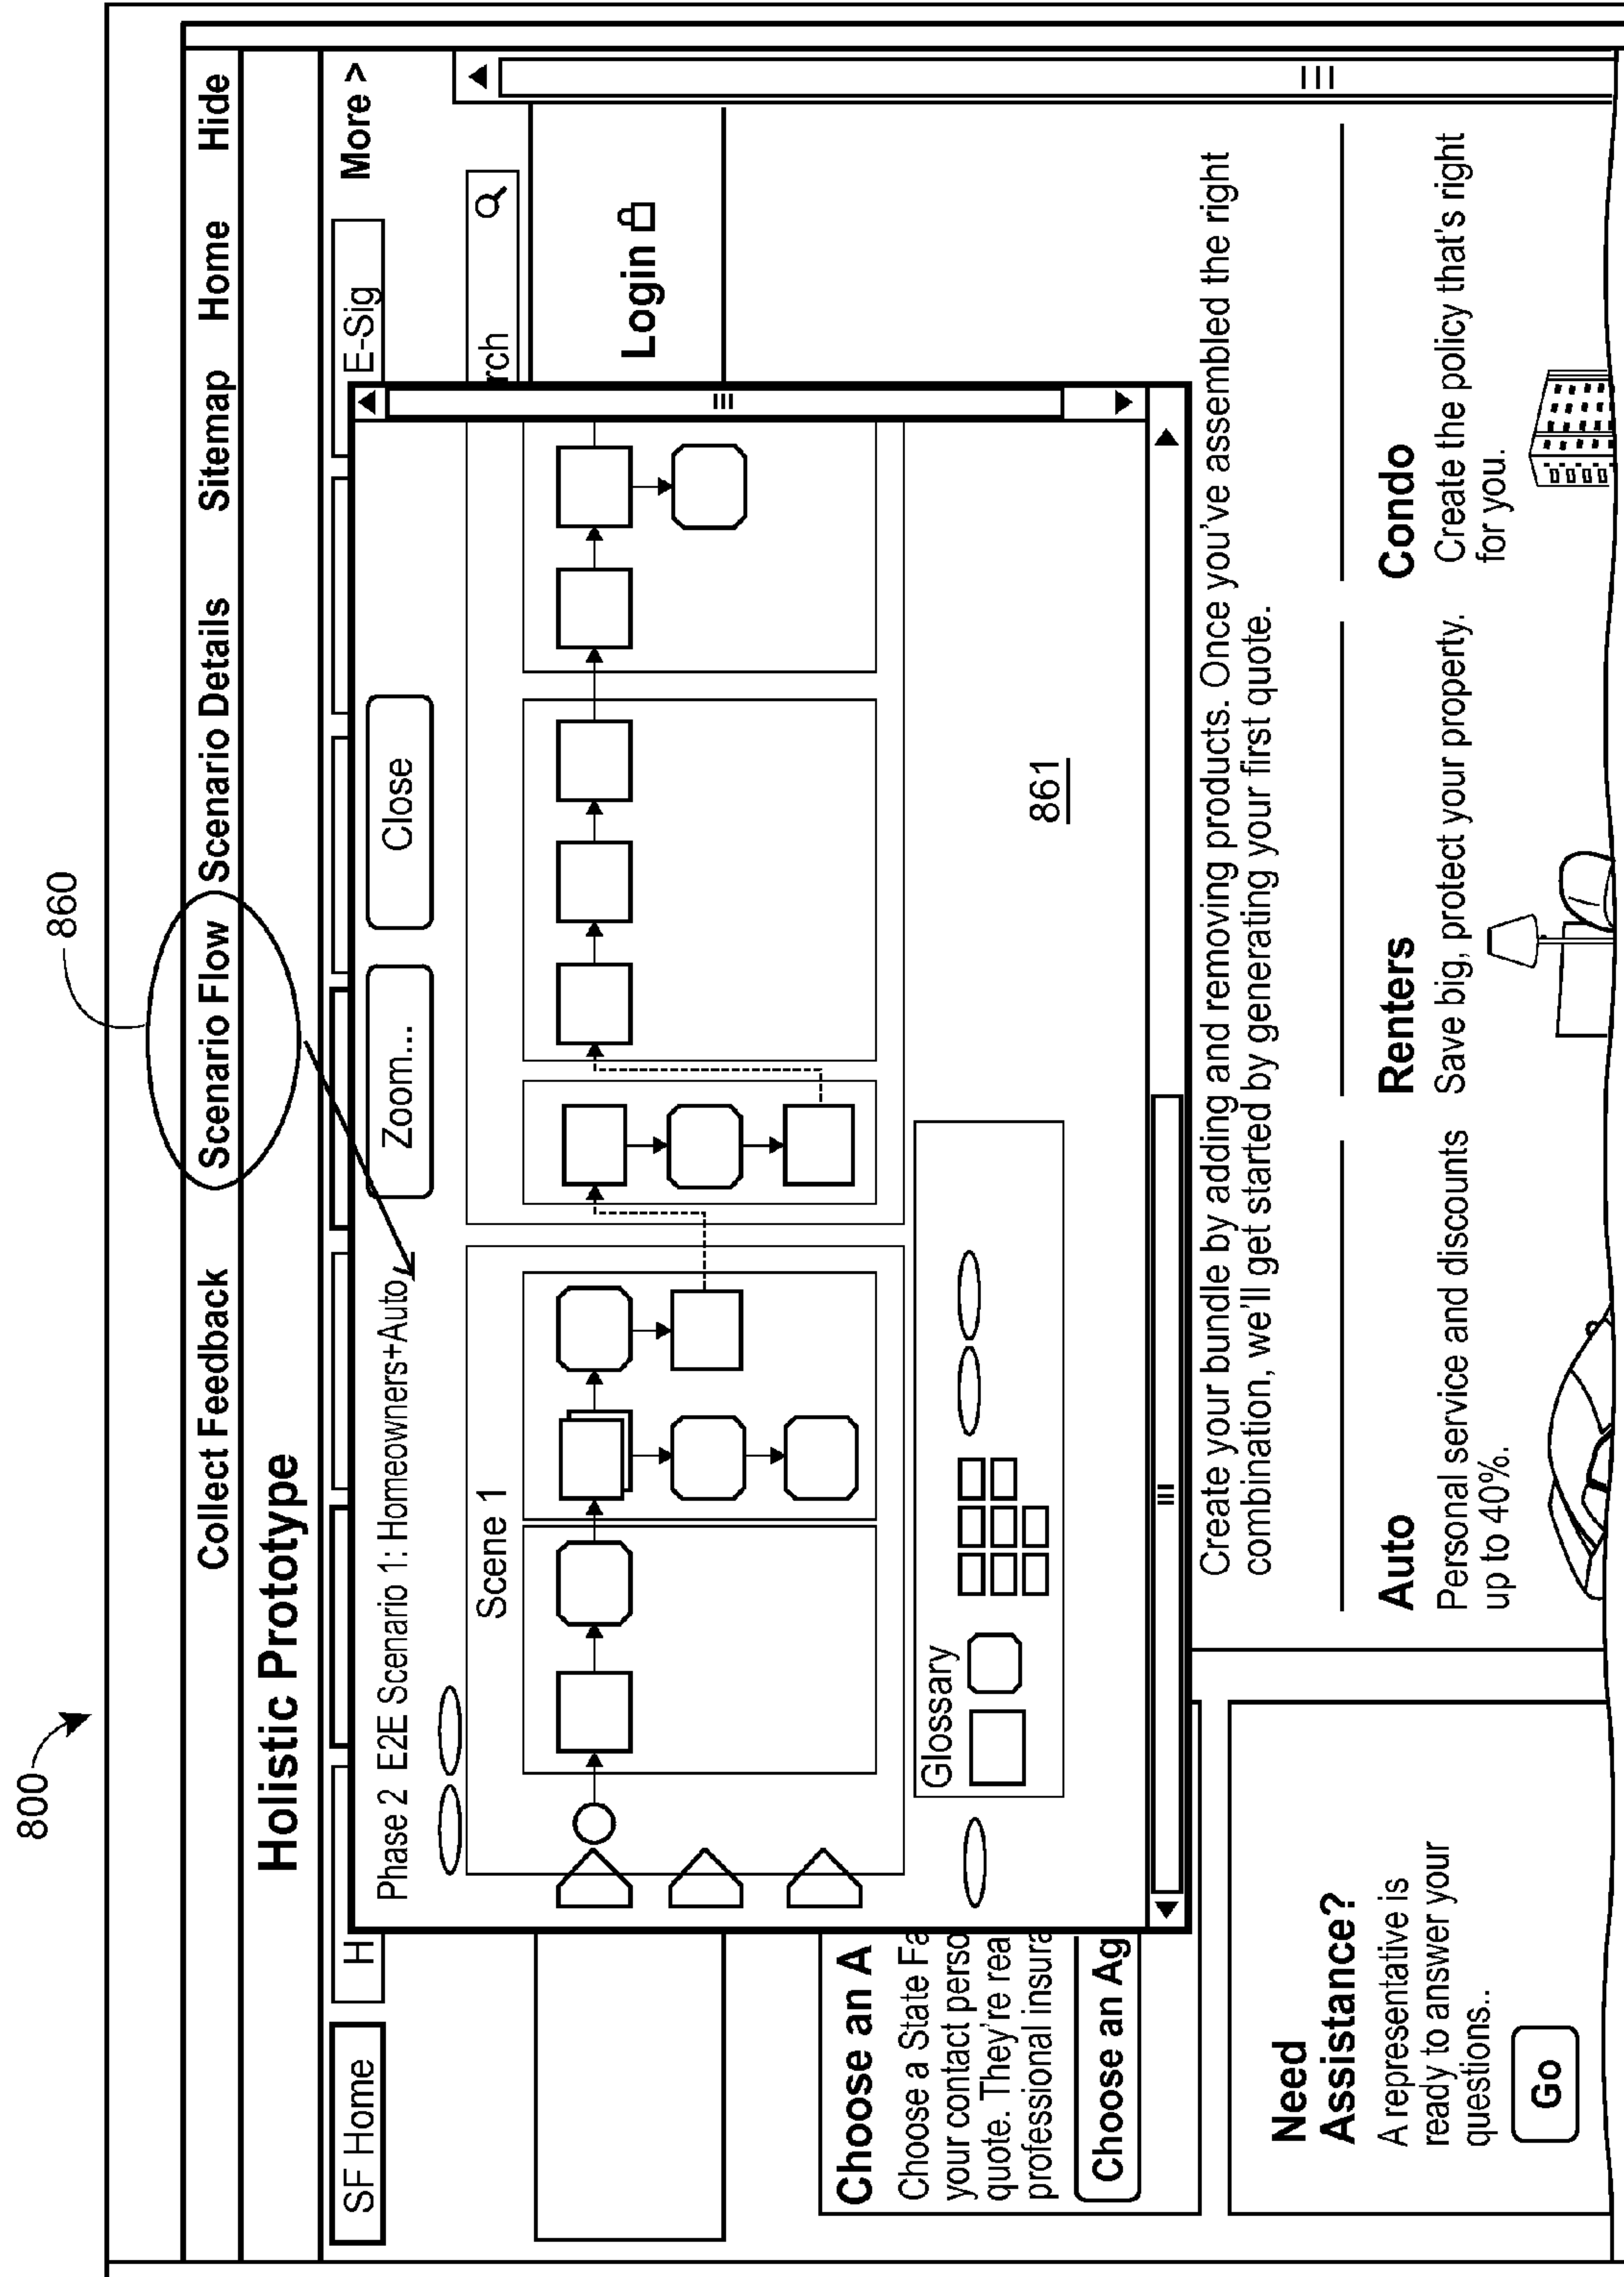 800
860
Collect Feedback Scenario Flow Scenario Details Sitemap Home Hide
Holistic Prototype
SF Home H E-Sig More >
Phase 2 E2E Scenario 1: Homeowners+Auto Zoom... Close
rch
Scene 1
Login
861
Glossary
Choose an A
Choose a State Fa
your contact perso
quote. They're rea
professional insura
Choose an Ag
Create your bundle by adding and removing products. Once you've assembled the right
combination, we'll get started by generating your first quote.
Need
Assistance?
A representative is
ready to answer your
questions..
Go
Auto
Personal service and discounts
up to 40%.
Renters
Save big, protect your property.
Condo
Create the policy that's right
for you.